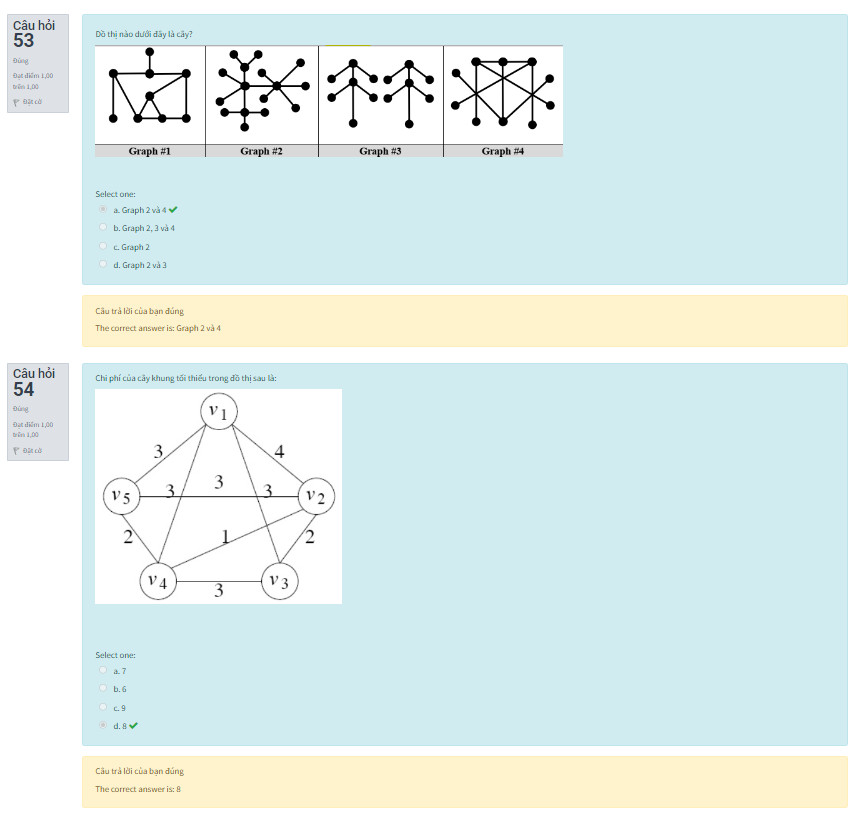 Câu hỏi
53
Đúng
Đạt điểm 1,00
trên 1,00
Đặt cờ
Đồ thị nào dưới đây là cây?
Graph #1
Graph #2
Graph #3
Graph #4
Select one:
a. Graph 2 và 4
b. Graph 2, 3 và 4
c. Graph 2
d. Graph 2 và 3
Câu trả lời của bạn đúng
The correct answer is: Graph 2 và 4
Câu hỏi
54
Đúng
Đạt điểm 1,00
trên 1,00
Đặt cờ
Chi phí của cây khung tối thiểu trong đồ thị sau là:
v1
3
4
v5
3
3
3
v2
2
1
2
v4
3
v3
Select one:
a. 7
b. 6
c. 9
d. 8
Câu trả lời của bạn đúng
The correct answer is: 8